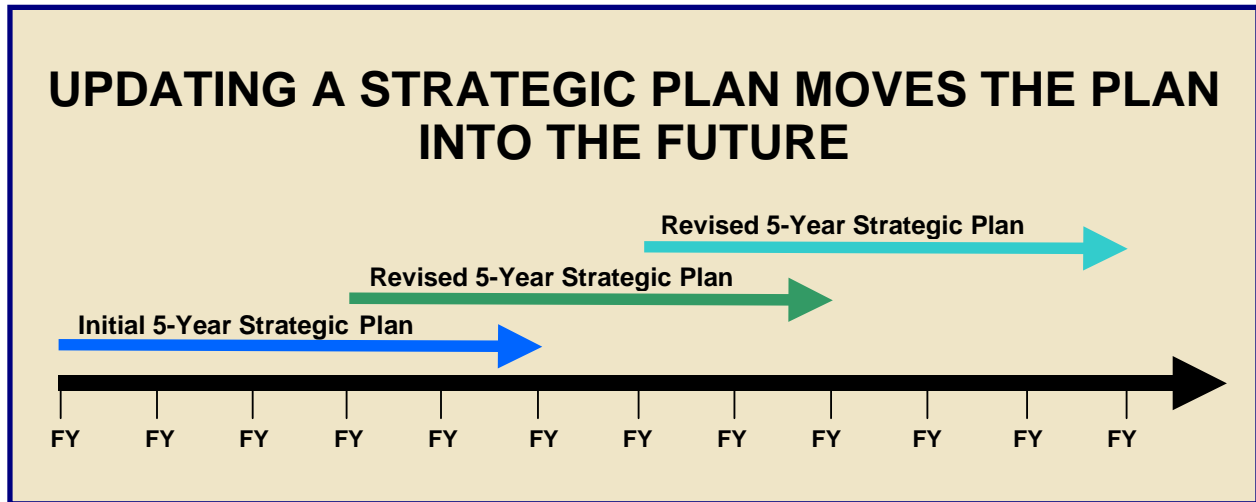 UPDATING A STRATEGIC PLAN MOVES THE PLAN
INTO THE FUTURE
Revised 5-Year Strategic Plan
Revised 5-Year Strategic Plan
Initial 5-Year Strategic Plan
FY FY FY FY FY FY FY FY FY FY FY FY